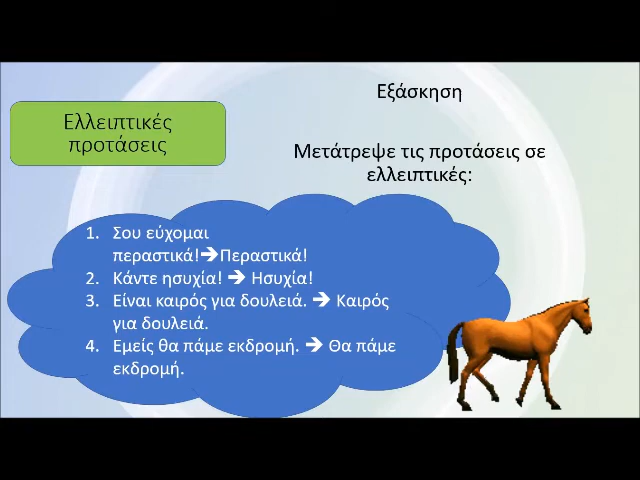 Εξάσκηση
Ελλειπτικές
προτάσεις
Μετάτρεψε τις προτάσεις σε
ελλειπτικές:
1. Σου εύχομαι
περαστικά!➔Περαστικά!
2. Κάντε ησυχία! ➔ Ησυχία!
3. Είναι καιρός για δουλειά. ➔ Καιρός
για δουλειά.
4. Εμείς θα πάμε εκδρομή. ➔ Θα πάμε
εκδρομή.